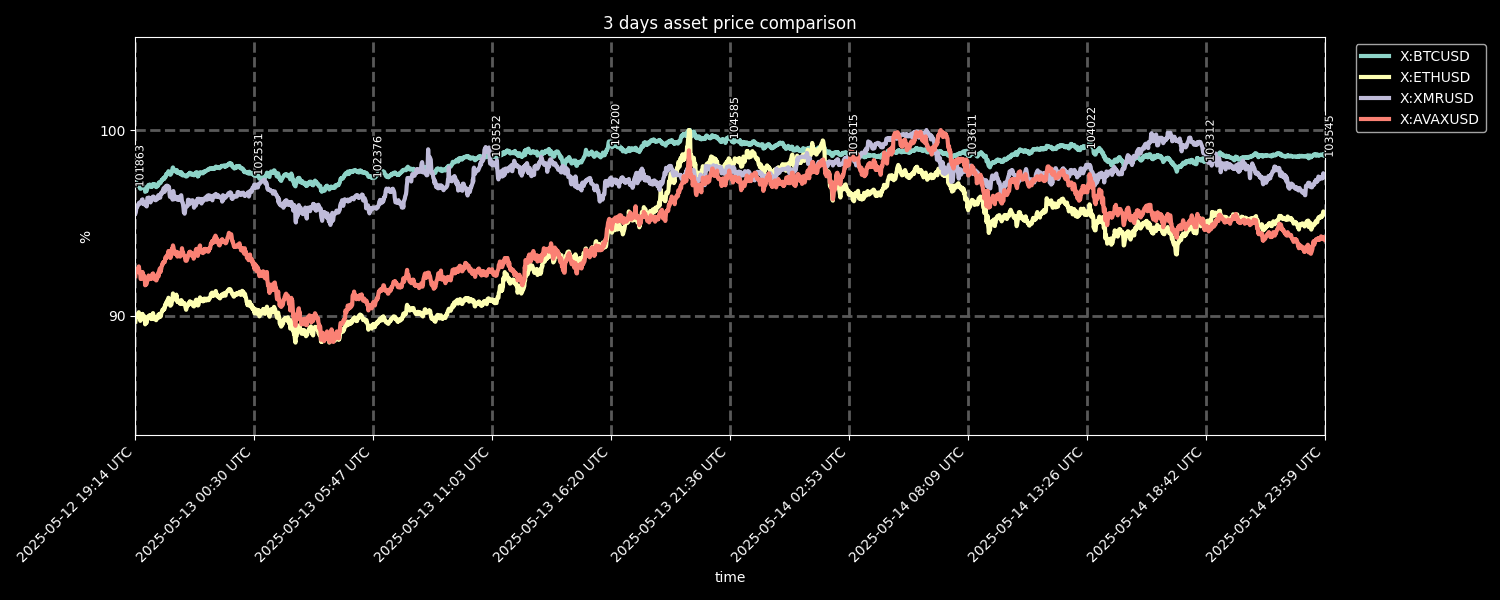 3 days asset price comparison
X:BTCUSD
X:ETHUSD
X:XMRUSD
X:AVAXUSD
100
90
%
101863
102531
102376
103552
104200
104585
103615
103611
104022
103312
103545
2025-05-12 19:14 UTC
2025-05-13 00:30 UTC
2025-05-13 05:47 UTC
2025-05-13 11:03 UTC
2025-05-13 16:20 UTC
2025-05-13 21:36 UTC
2025-05-14 02:53 UTC
2025-05-14 08:09 UTC
2025-05-14 13:26 UTC
2025-05-14 18:42 UTC
2025-05-14 23:59 UTC
time